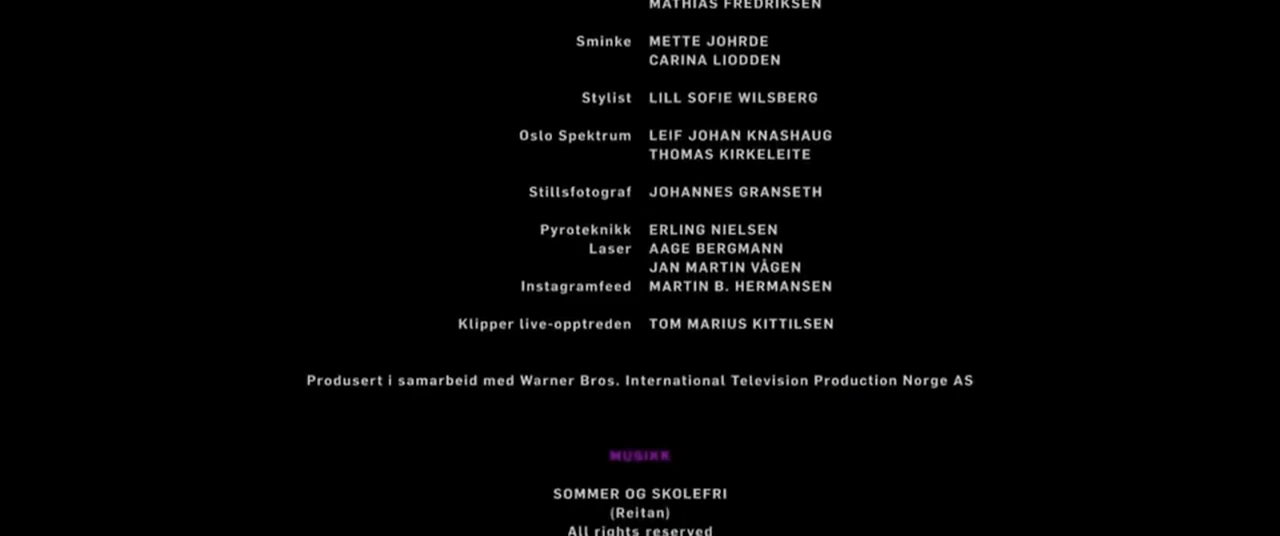 MATHIAS FREDRIKSEN
Sminke METTE JOHRDE
CARINA LIODDEN
Stylist LILL SOFIE WILSBERG
Oslo Spektrum LEIF JOHAN KNASHAUG
THOMAS KIRKELEITE
Stillsfotograf JOHANNES GRANSETH
Pyroteknikk ERLING NIELSEN
Laser AAGE BERGMANN
JAN MARTIN VÅGEN
Instagramfeed MARTIN B. HERMANSEN
Klipper live-opptreden TOM MARIUS KITTILSEN
Produsert i samarbeid med Warner Bros. International Television Production Norge AS
MUSIKK
SOMMER OG SKOLEFRI
(Reitan)
All rights reserved